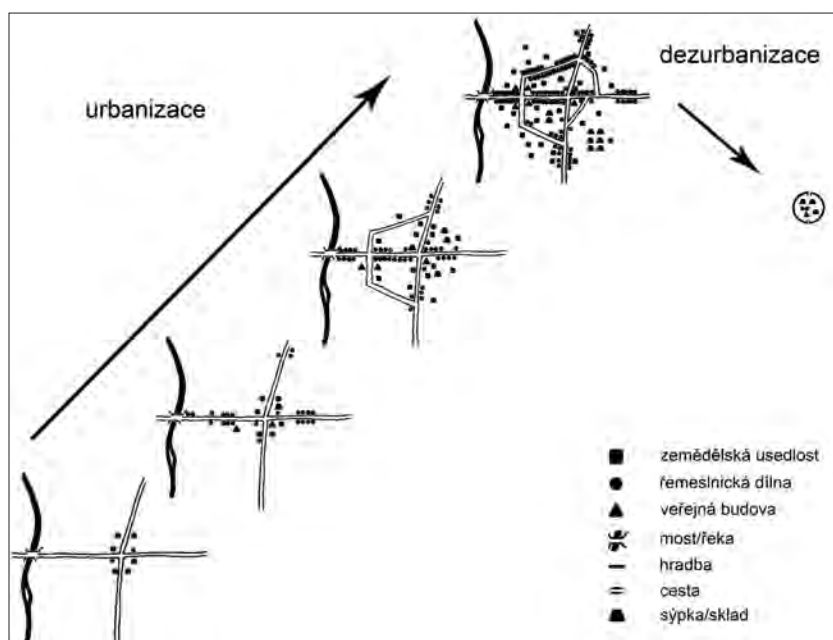 urbanizace
dezurbanizace
zemědělská usedlost
řemeslnická dílna
veřejná budova
most/řeka
hradba
cesta
sýpka/sklad